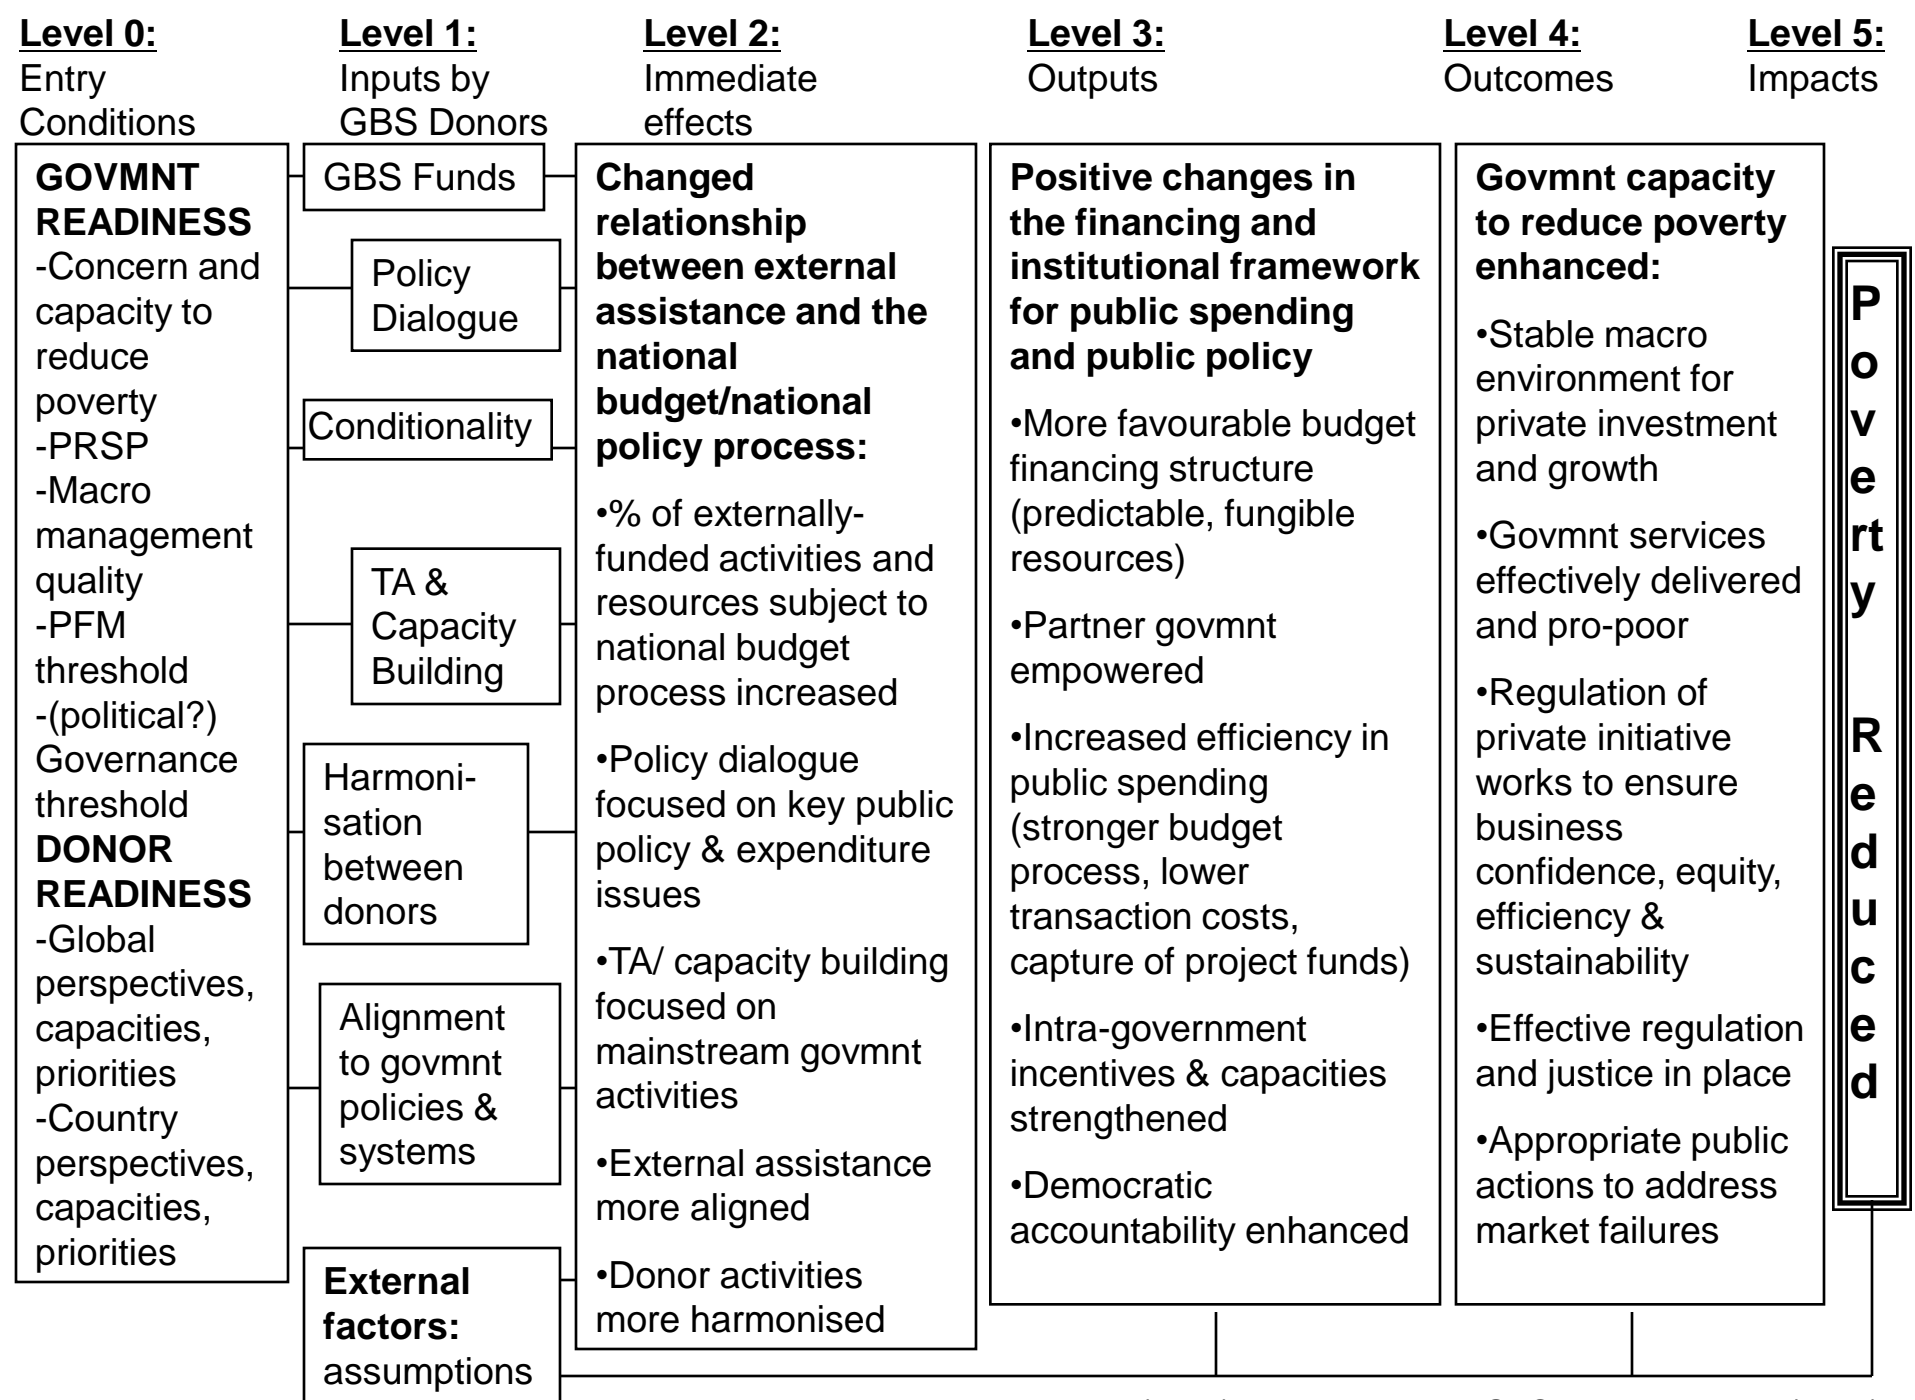 Level 0:
Entry
Conditions
Level 1:
Inputs by
GBS Donors
Level 2:
Immediate
effects
Level 3:
Outputs
Level 4:
Outcomes
Level 5:
Impacts
GOVMNT
READINESS
-Concern and
capacity to
reduce
poverty
-PRSP
-Macro
management
quality
-PFM
threshold
-(political?)
Governance
threshold
DONOR
READINESS
-Global
perspectives,
capacities,
priorities
-Country
perspectives,
capacities,
priorities
GBS Funds
Policy
Dialogue
Conditionality
TA &
Capacity
Building
Harmoni-
sation
between
donors
Alignment
to govmnt
policies &
systems
External
factors:
assumptions
Changed
relationship
between external
assistance and the
national
budget/national
policy process:
•% of externally-
funded activities and
resources subject to
national budget
process increased
•Policy dialogue
focused on key public
policy & expenditure
issues
•TA/ capacity building
focused on
mainstream govmnt
activities
•External assistance
more aligned
•Donor activities
more harmonised
Positive changes in
the financing and
institutional framework
for public spending
and public policy
•More favourable budget
financing structure
(predictable, fungible
resources)
•Partner govmnt
empowered
•Increased efficiency in
public spending
(stronger budget
process, lower
transaction costs,
capture of project funds)
•Intra-government
incentives & capacities
strengthened
•Democratic
accountability enhanced
Govmnt capacity
to reduce poverty
enhanced:
•Stable macro
environment for
private investment
and growth
•Govmnt services
effectively delivered
and pro-poor
•Regulation of
private initiative
works to ensure
business
confidence, equity,
efficiency &
sustainability
•Effective regulation
and justice in place
•Appropriate public
actions to address
market failures
P
o
v
e
rt
y
R
e
d
u
c
e
d